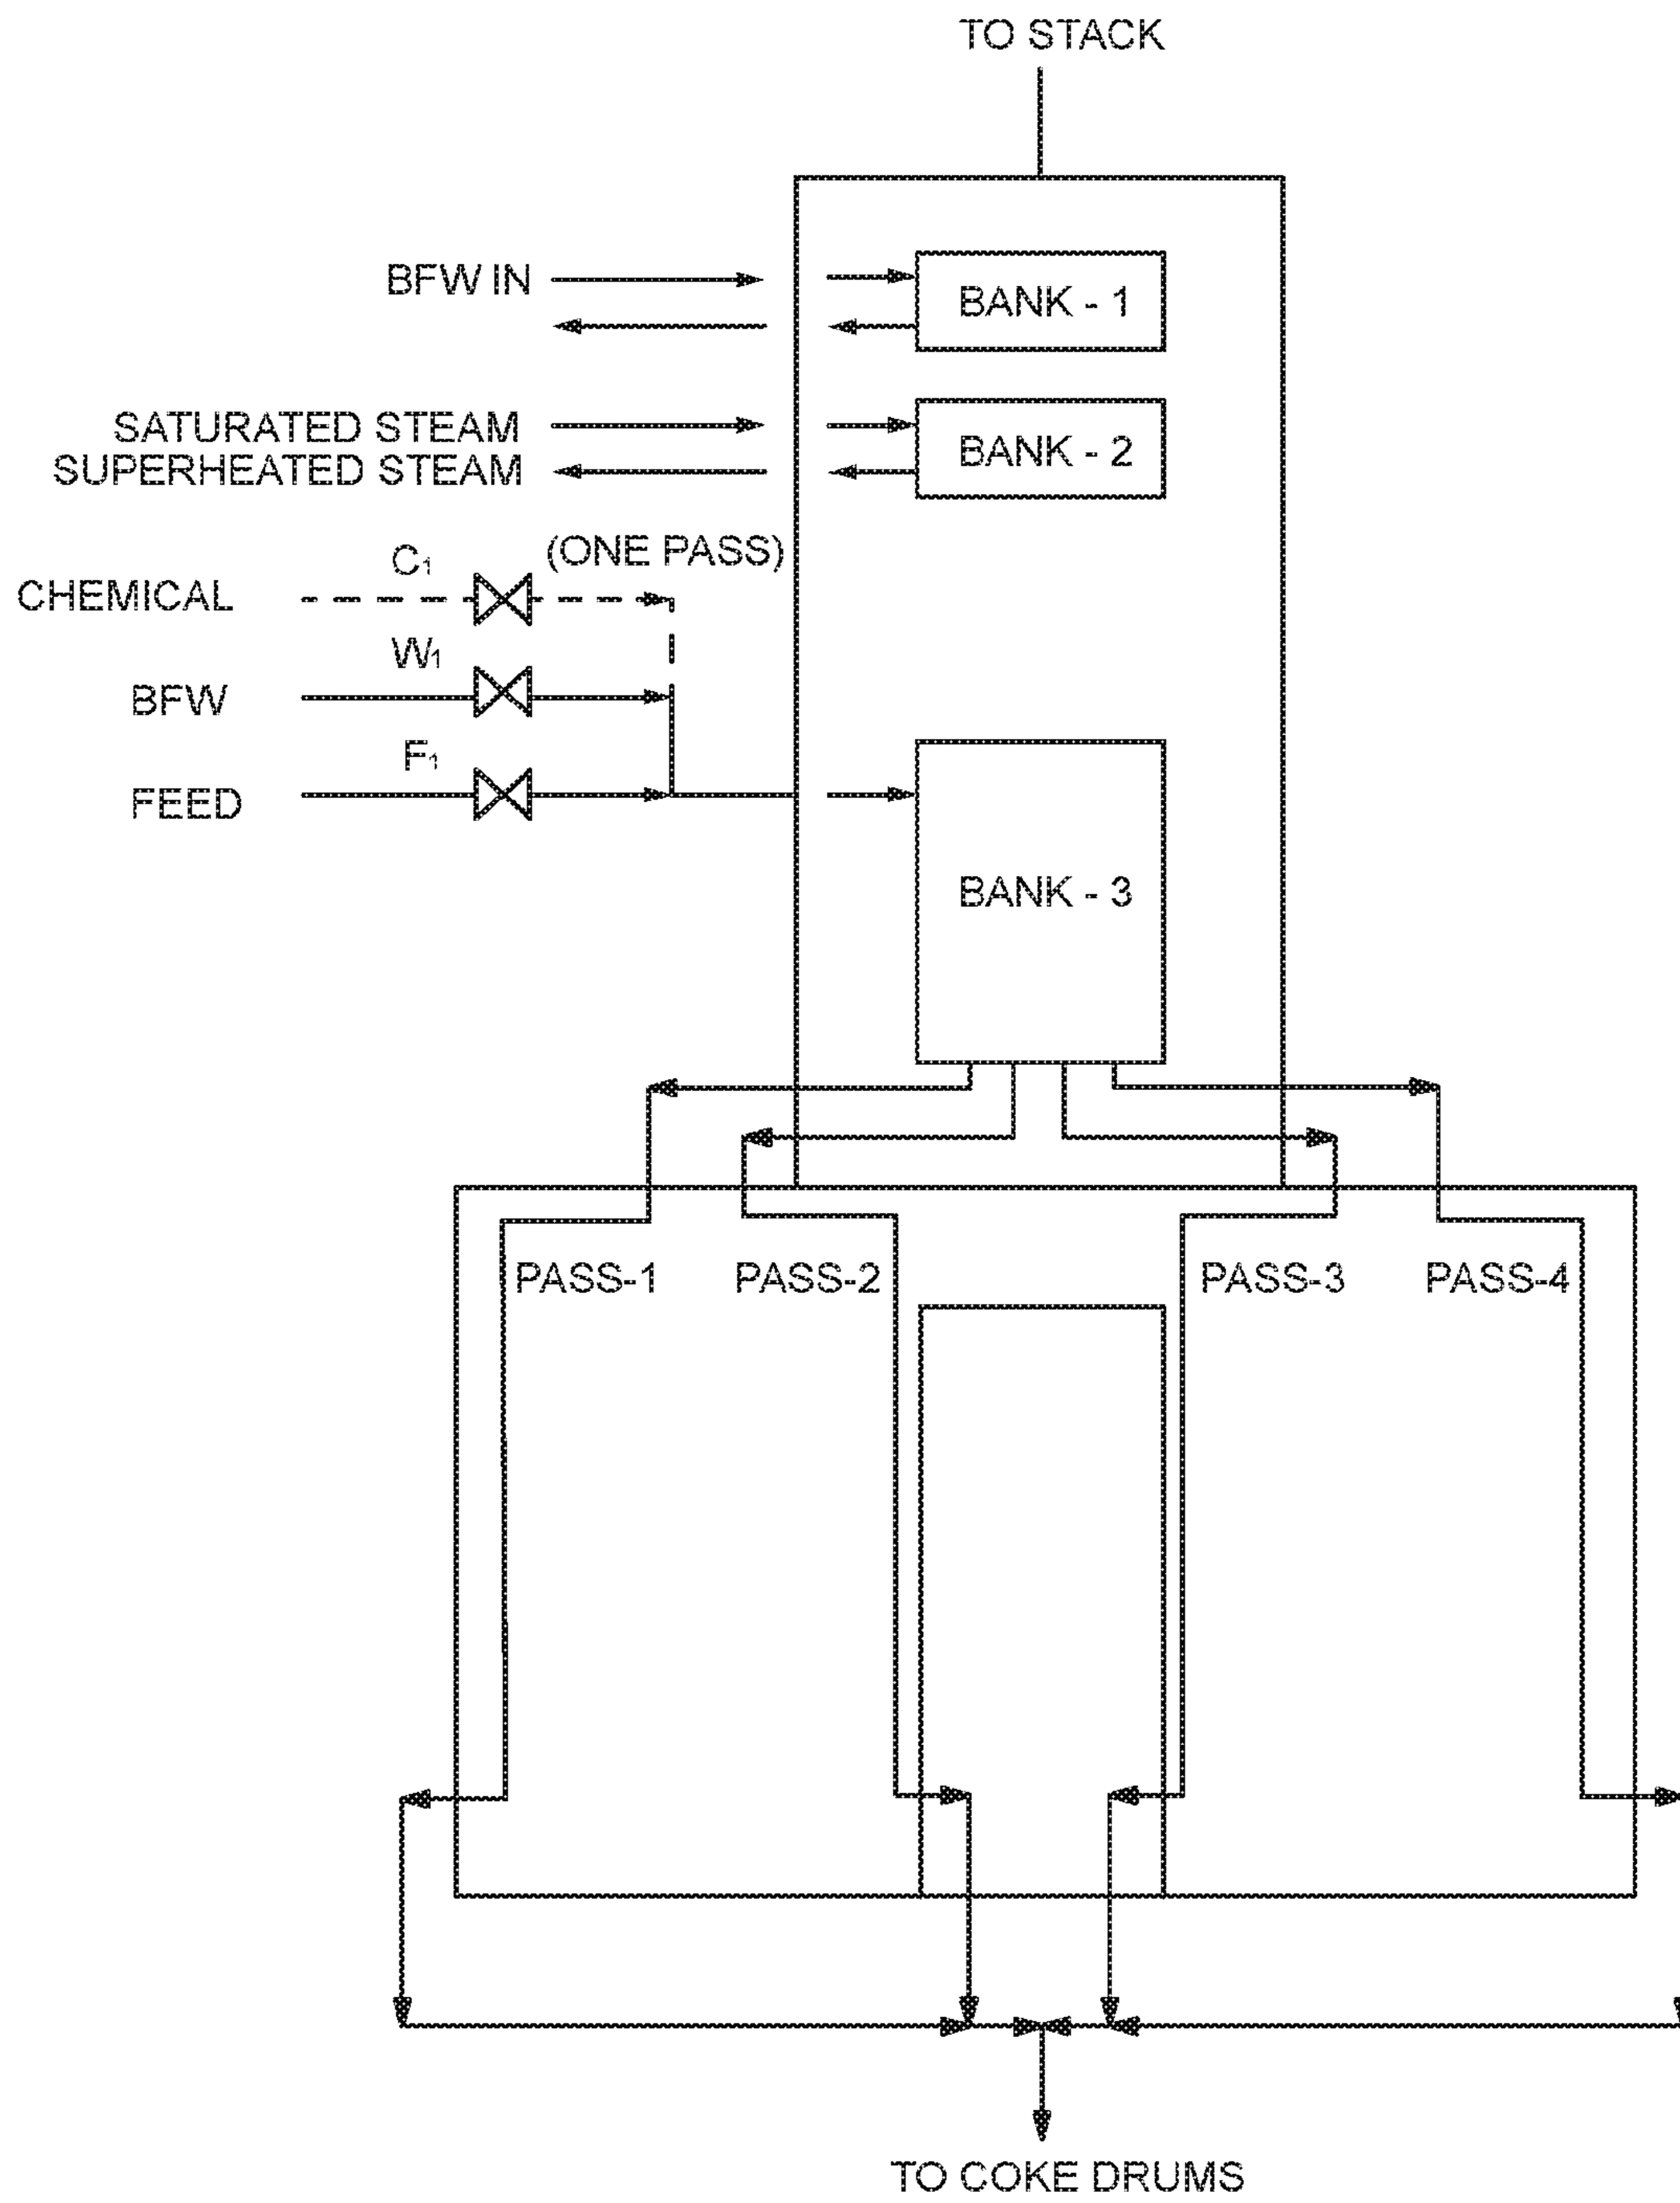 TO STACK
BFW IN
BANK - 1
SATURATED STEAM
SUPERHEATED STEAM
BANK - 2
(ONE PASS)
C1
CHEMICAL
W1
BFW
F1
FEED
BANK - 3
PASS-1
PASS-2
PASS-3
PASS-4
TO COKE DRUMS